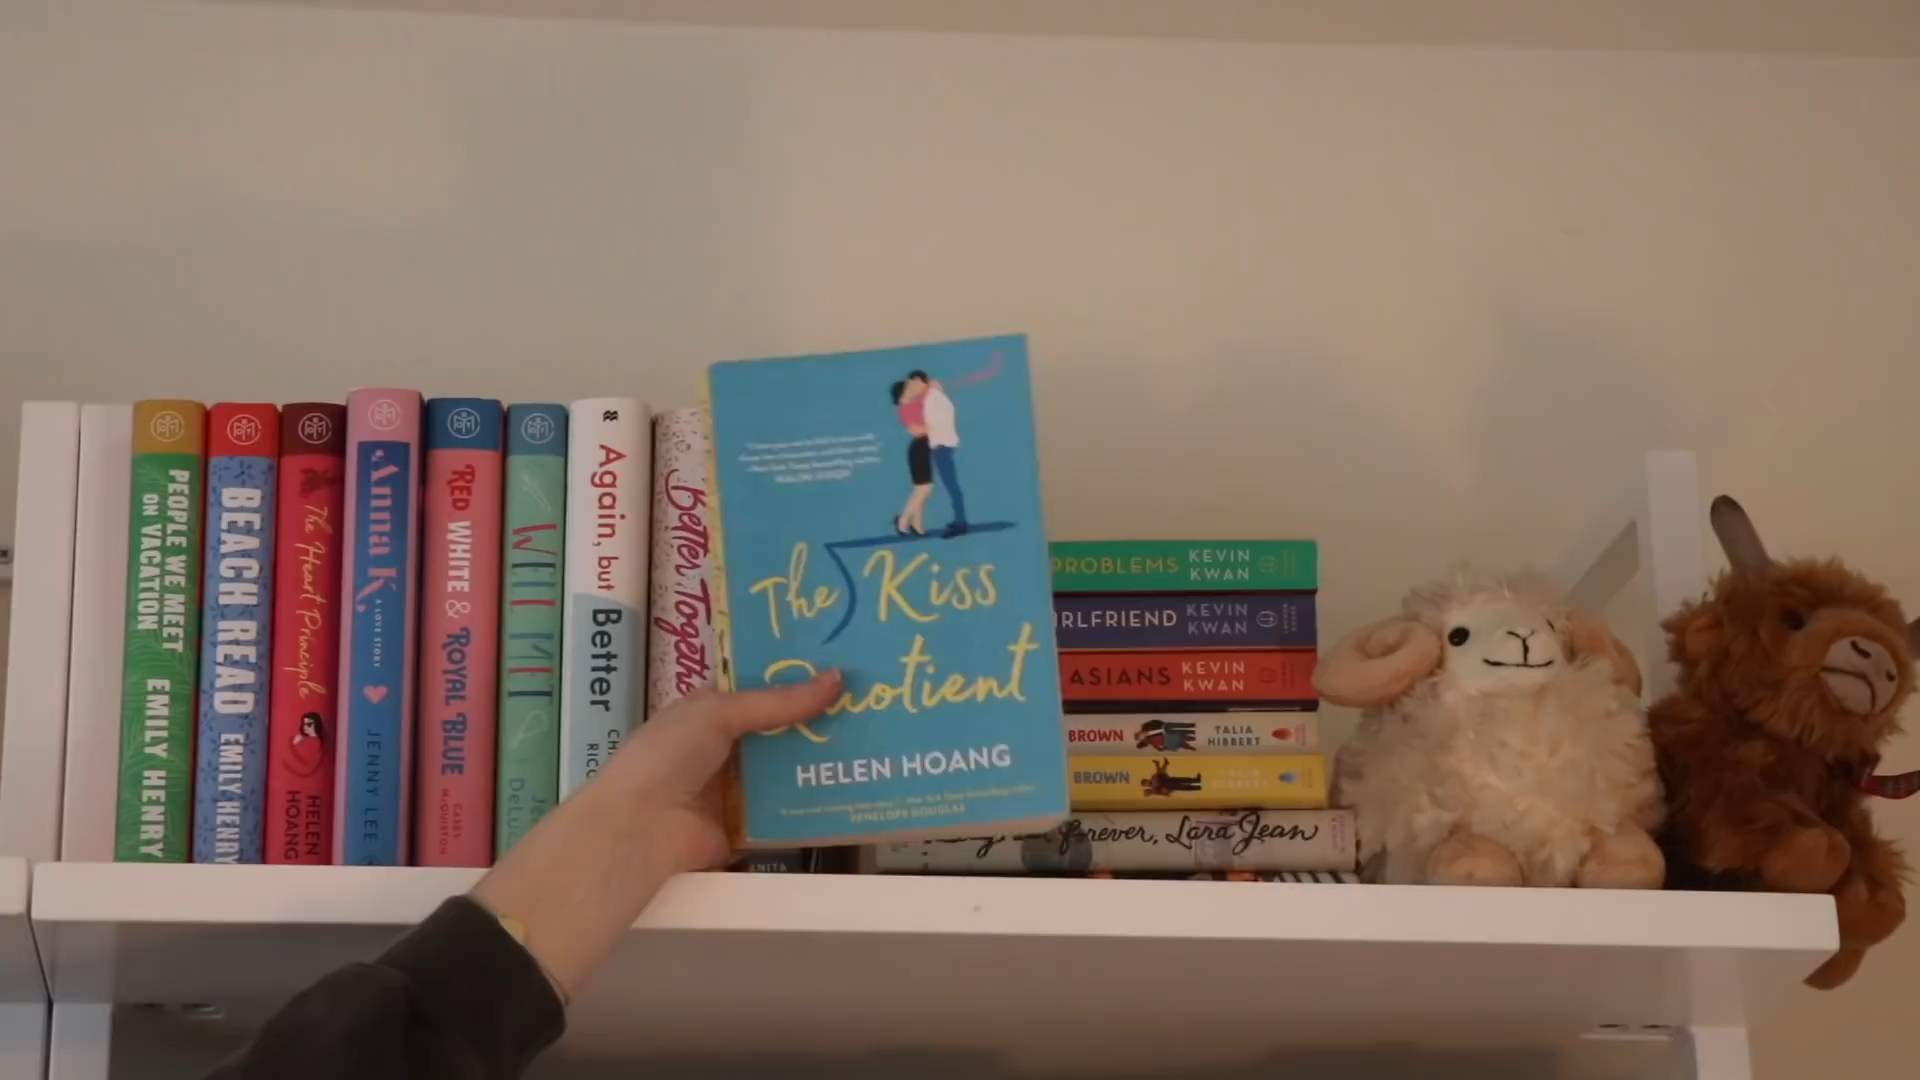 PEOPLE WE MEET
ON VACATION
EMILY HENRY
BEACH READ
EMILY HENRY
The Heart Principle
HELEN
HOANG
Anna K
A LOVE STORY
JENNY LEE
RED WHITE & ROYAL BLUE
CASEY
McQUISTON
WELL MET
Again, but
Better
Better Togethe
The Kiss
Quotient
HELEN HOANG
PENELOPE DOUGLAS
PROBLEMS KEVIN
KWAN
IRLFRIEND KEVIN
KWAN
ASIANS KEVIN
KWAN
BROWN TALIA
HIBBERT
BROWN
forever, Lara Jean